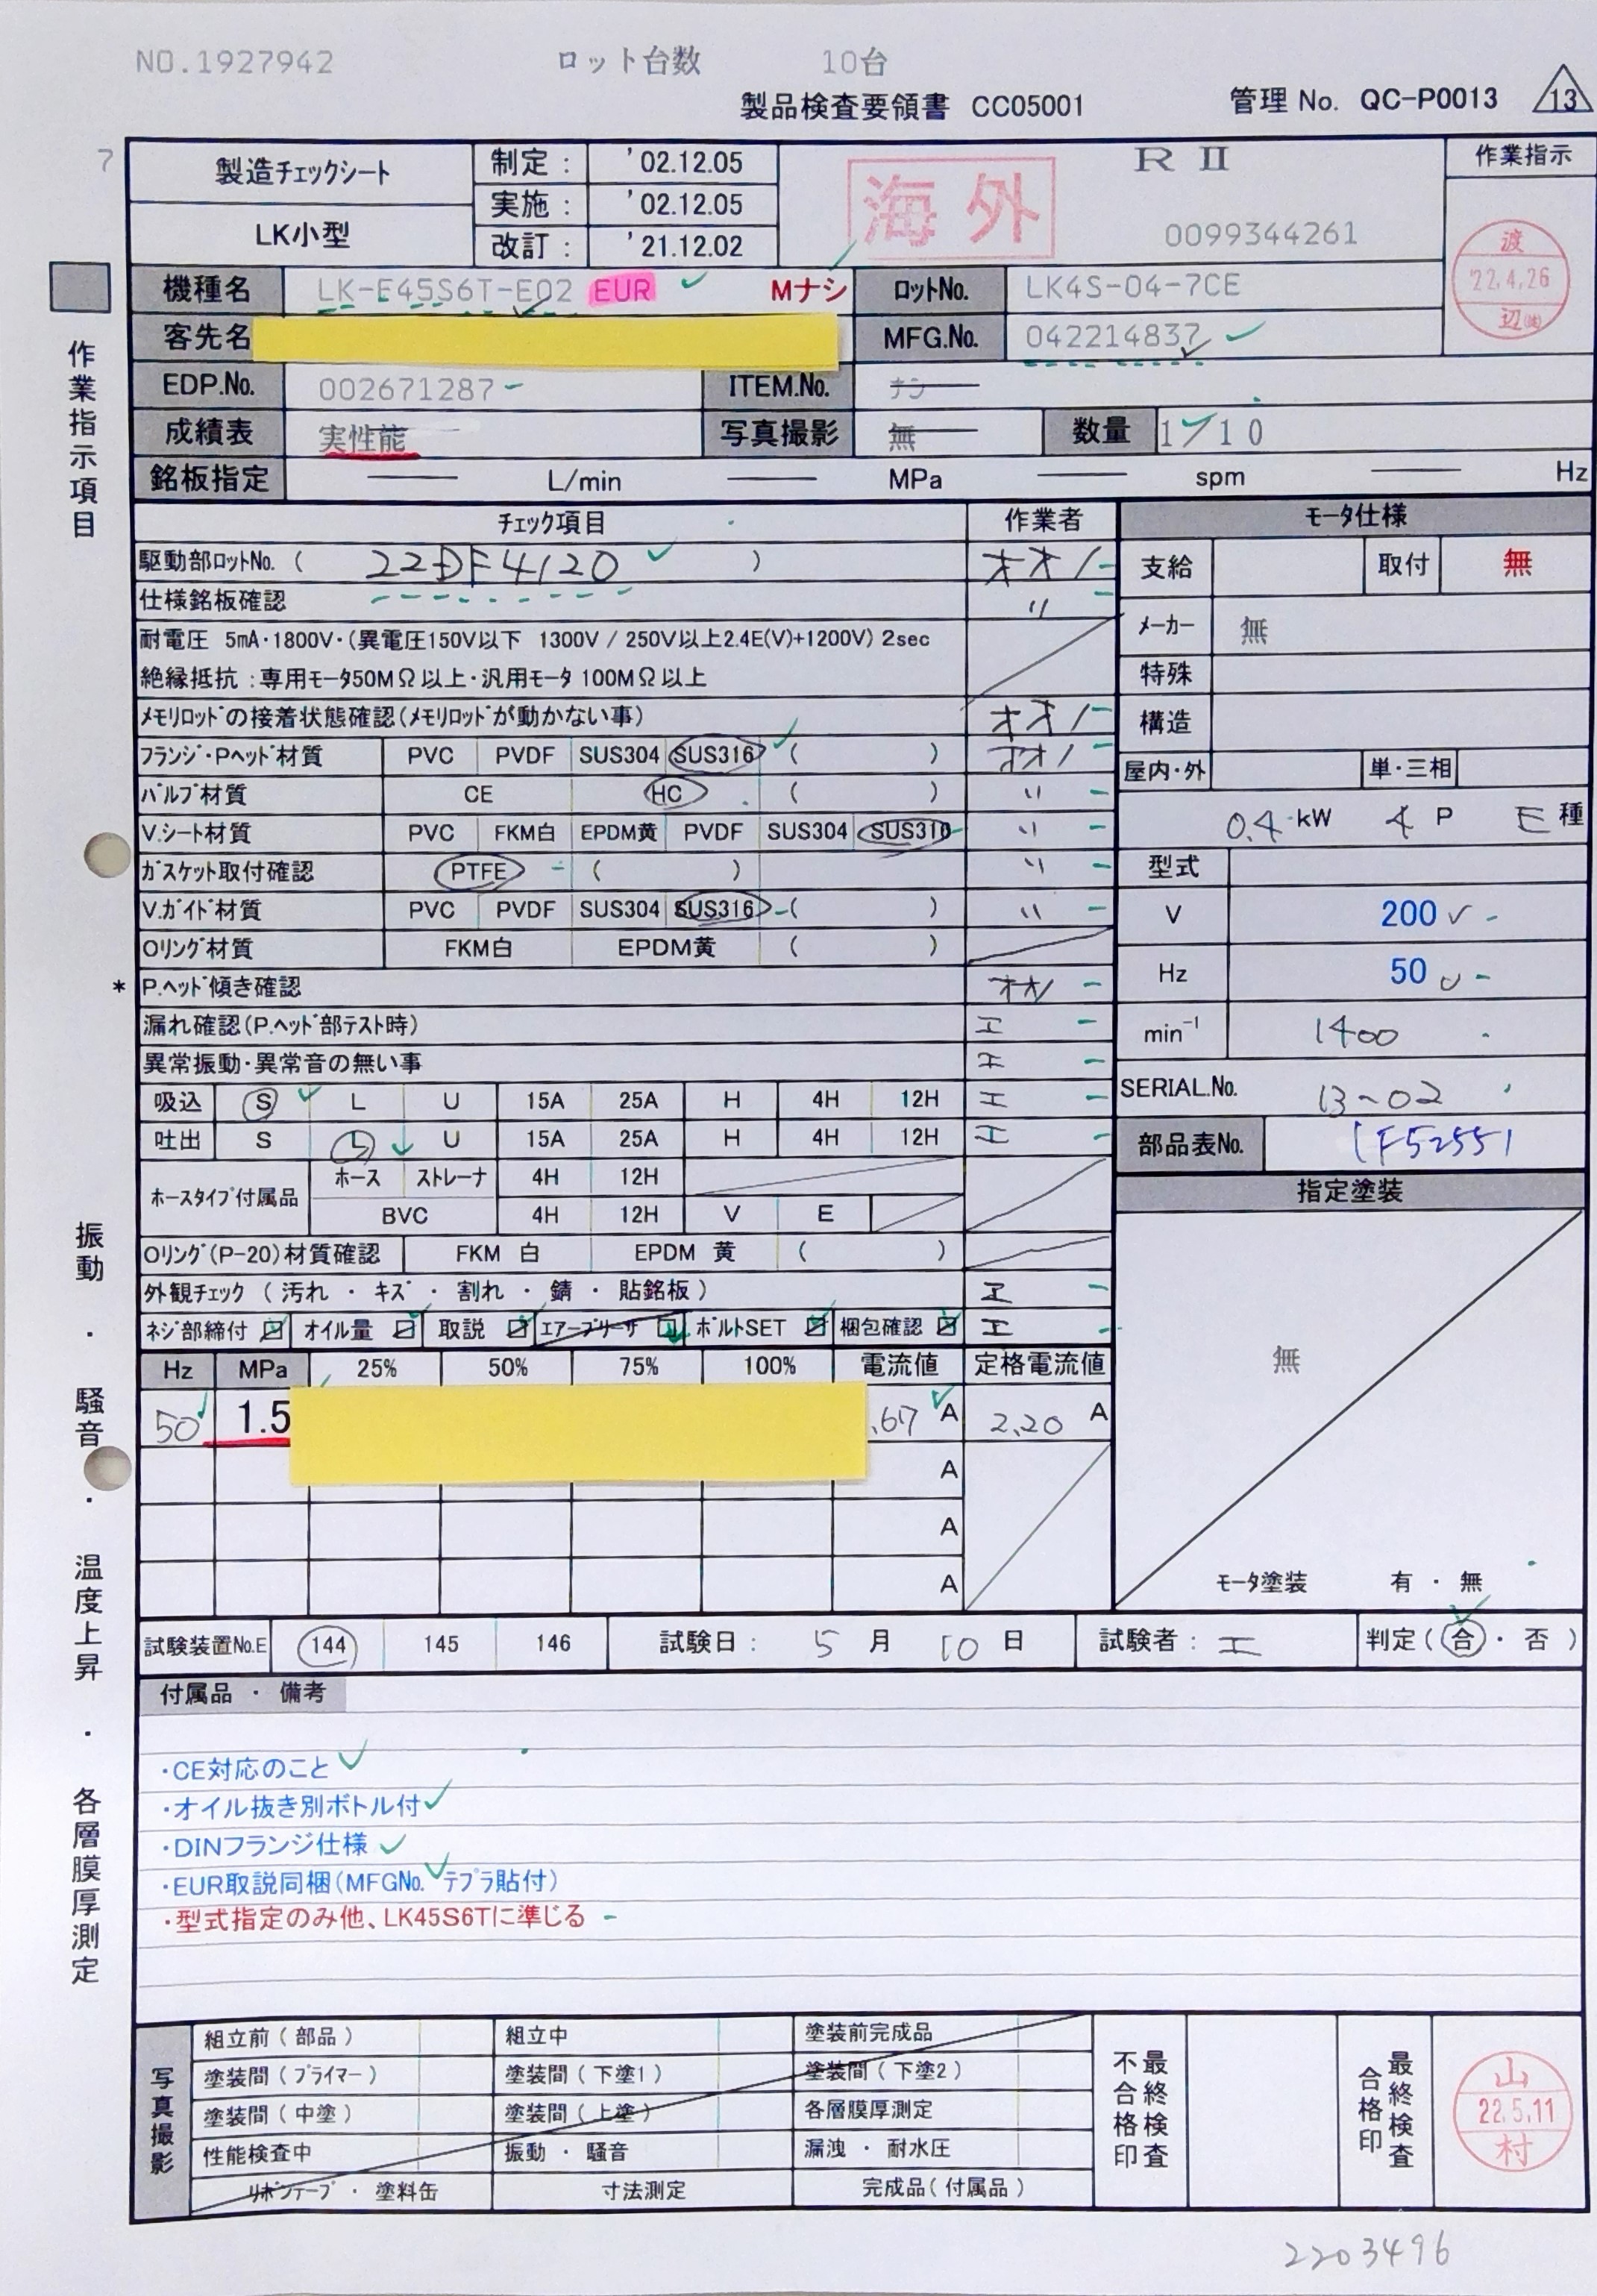 NO.1927942 ロット台数 10台
製品検査要領書 CC05001 管理 No. QC-P0013 13
7
製造チェックシート 制定： ’02.12.05 RⅡ 作業指示
LK小型 実施： ’02.12.05 海外
改訂： ’21.12.02 0099344261
渡 '22.4.26 辺
機種名 LK-F45S6T-E02 EUR Mナシ ロットNo. LK4S-04-7CE
客先名 MFG.No. 042214837
EDP.No. 002671287 ITEM.No. ナシ
成績表 実性能 写真撮影 無 数量 1/10
銘板指定 L/min MPa spm Hz
作業指示項目
チェック項目 作業者 モータ仕様
駆動部ロットNo. ( 22DF4120 ) 支給 取付 無
仕様銘板確認 〃
耐電圧 5mA・1800V・(異電圧150V以下 1300V / 250V以上2.4E(V)+1200V) 2sec メーカー 無
絶縁抵抗：専用モータ50MΩ以上・汎用モータ 100MΩ以上 特殊
メモリロッドの接着状態確認(メモリロッドが動かない事) 構造
フランジ・Pヘッド材質 PVC PVDF SUS304 SUS316 ( )
バルブ材質 CE HC ( ) 〃 屋内・外 単・三相
V.シート材質 PVC FKM白 EPDM黄 PVDF SUS304 SUS316 〃 0.4 kW 4 P E 種
ガスケット取付確認 PTFE ( ) 〃 型式
V.ガイド材質 PVC PVDF SUS304 SUS316 ( ) 〃 V 200
Oリング材質 FKM白 EPDM黄 ( )
* P.ヘッド傾き確認 Hz 50
漏れ確認(P.ヘッド部テスト時) エ min⁻¹ 1400
異常振動・異常音の無い事 エ
吸込 S L U 15A 25A H 4H 12H エ SERIAL.No. 13-02
吐出 S L U 15A 25A H 4H 12H エ 部品表No. 1F52551
ホースタイプ付属品 ホース ストレーナ 4H 12H 指定塗装
BVC 4H 12H V E
Oリング(P-20)材質確認 FKM 白 EPDM 黄 ( )
外観チェック ( 汚れ ・ キズ ・ 割れ ・ 錆 ・ 貼銘板 ) エ
ネジ部締付 ☑ オイル量 ☑ 取説 ☑ エアーブリーザ □ ボルトSET ☑ 梱包確認 ☑ エ
Hz MPa 25% 50% 75% 100% 電流値 定格電流値 無
50 1.5 .67 A 2.20 A
A
A
A モータ塗装 有 ・ 無
試験装置No.E 144 145 146 試験日： 5 月 10 日 試験者： エ 判定 ( 合 ・ 否 )
振動・騒音・温度上昇・各層膜厚測定
付属品 ・ 備考
・CE対応のこと
・オイル抜き別ボトル付
・DINフランジ仕様
・EUR取説同梱(MFGNo. テプラ貼付)
・型式指定のみ他、LK45S6Tに準じる
写真撮影
組立前 ( 部品 ) 組立中 塗装前完成品
塗装間 ( プライマー ) 塗装間 ( 下塗1 ) 塗装間 ( 下塗2 )
塗装間 ( 中塗 ) 塗装間 ( 上塗 ) 各層膜厚測定
性能検査中 振動 ・ 騒音 漏洩 ・ 耐水圧
リボンテープ ・ 塗料缶 寸法測定 完成品 ( 付属品 )
最終検査不合格印 最終検査合格印 山 22.5.11 村
2203496